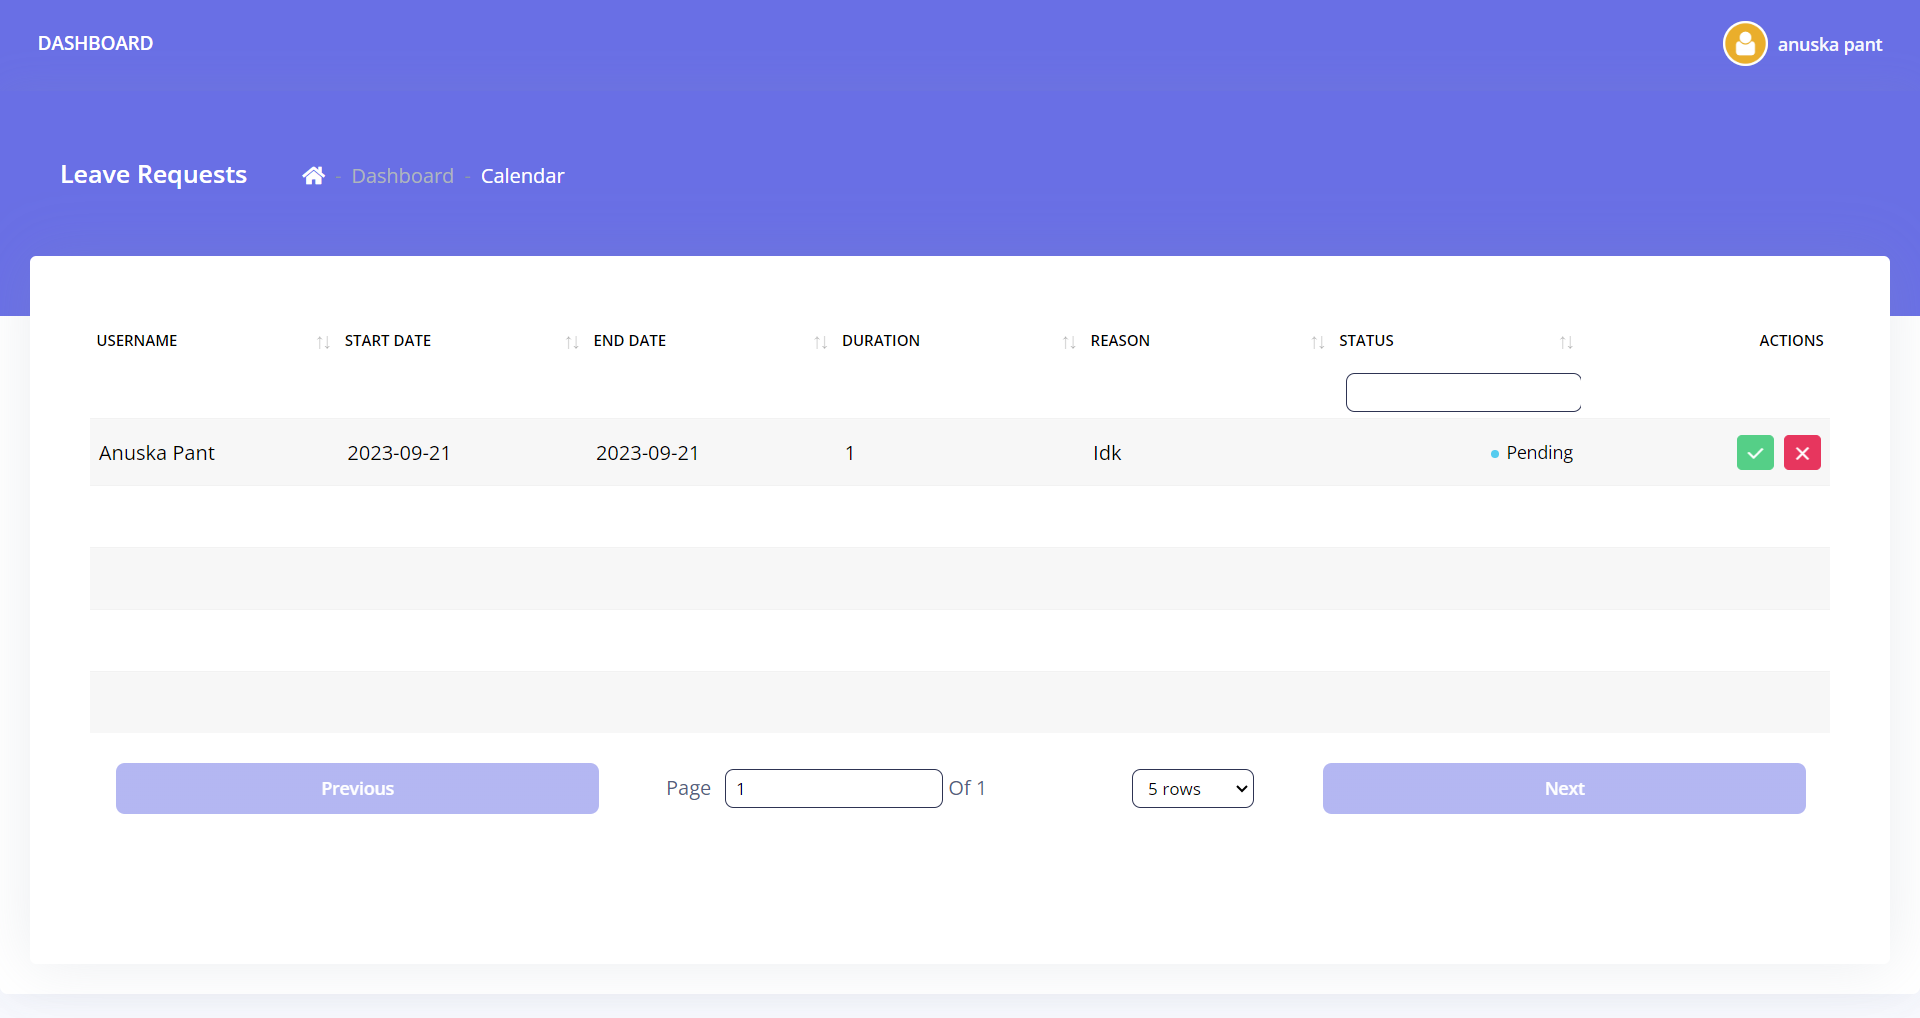 DASHBOARD
anuska pant
Leave Requests
- Dashboard - Calendar
USERNAME START DATE END DATE DURATION REASON STATUS ACTIONS
Anuska Pant 2023-09-21 2023-09-21 1 Idk Pending
Previous Page 1 Of 1 5 rows Next